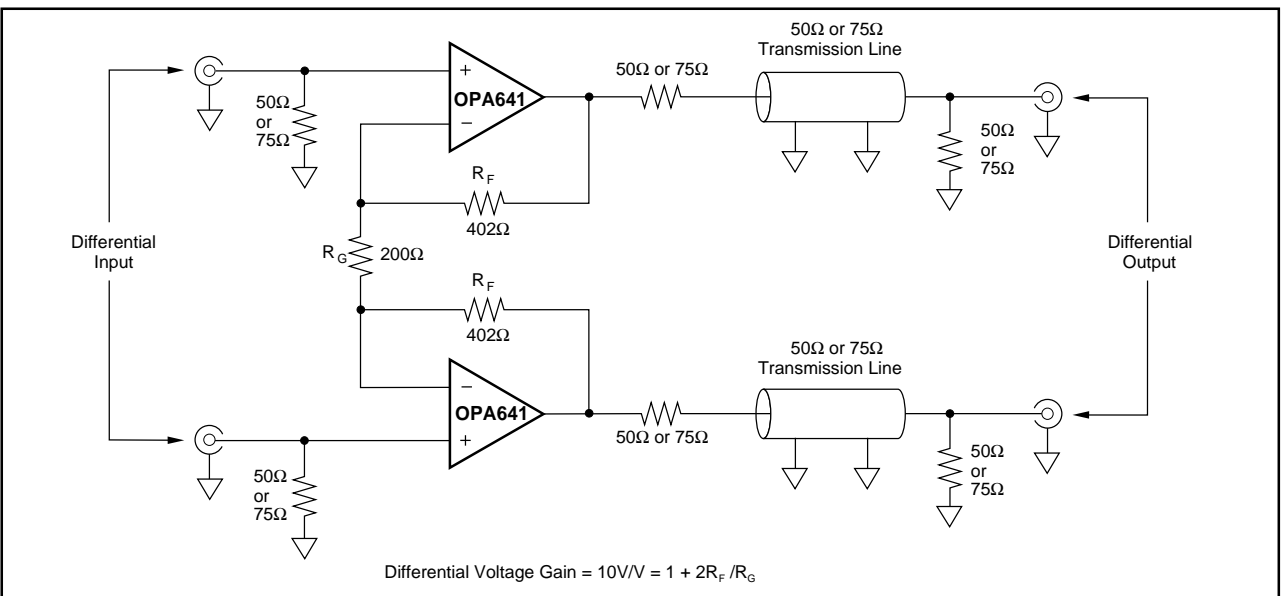 50Ω or 75Ω
Transmission Line
50Ω or 75Ω
+
OPA641
−
50Ω
or
75Ω
50Ω
or
75Ω
R_F
402Ω
Differential
Input
R_G 200Ω
Differential
Output
R_F
402Ω
50Ω or 75Ω
Transmission Line
−
OPA641
+
50Ω or 75Ω
50Ω
or
75Ω
50Ω
or
75Ω
Differential Voltage Gain = 10V/V = 1 + 2R_F /R_G